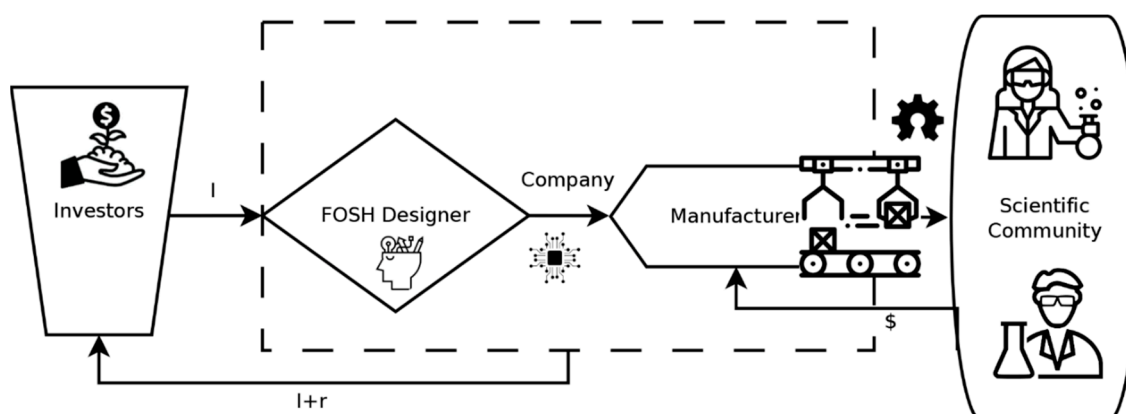 Investors
I
FOSH Designer
Company
Manufacturer
Scientific
Community
$
I+r
$